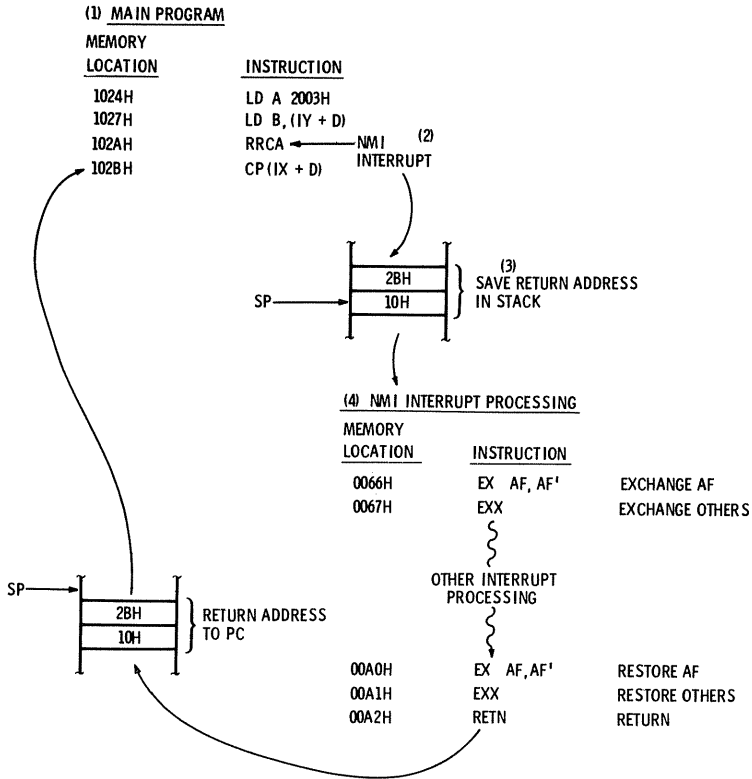 (1) MAIN PROGRAM
MEMORY
LOCATION INSTRUCTION
1024H LD A 2003H
1027H LD B, (IY + D)
102AH RRCA NMI (2)
INTERRUPT
102BH CP (IX + D)
(3)
2BH SAVE RETURN ADDRESS
SP 10H IN STACK
(4) NMI INTERRUPT PROCESSING
MEMORY
LOCATION INSTRUCTION
0066H EX AF, AF' EXCHANGE AF
0067H EXX EXCHANGE OTHERS
OTHER INTERRUPT
PROCESSING
SP
2BH RETURN ADDRESS
10H TO PC
00A0H EX AF, AF' RESTORE AF
00A1H EXX RESTORE OTHERS
00A2H RETN RETURN